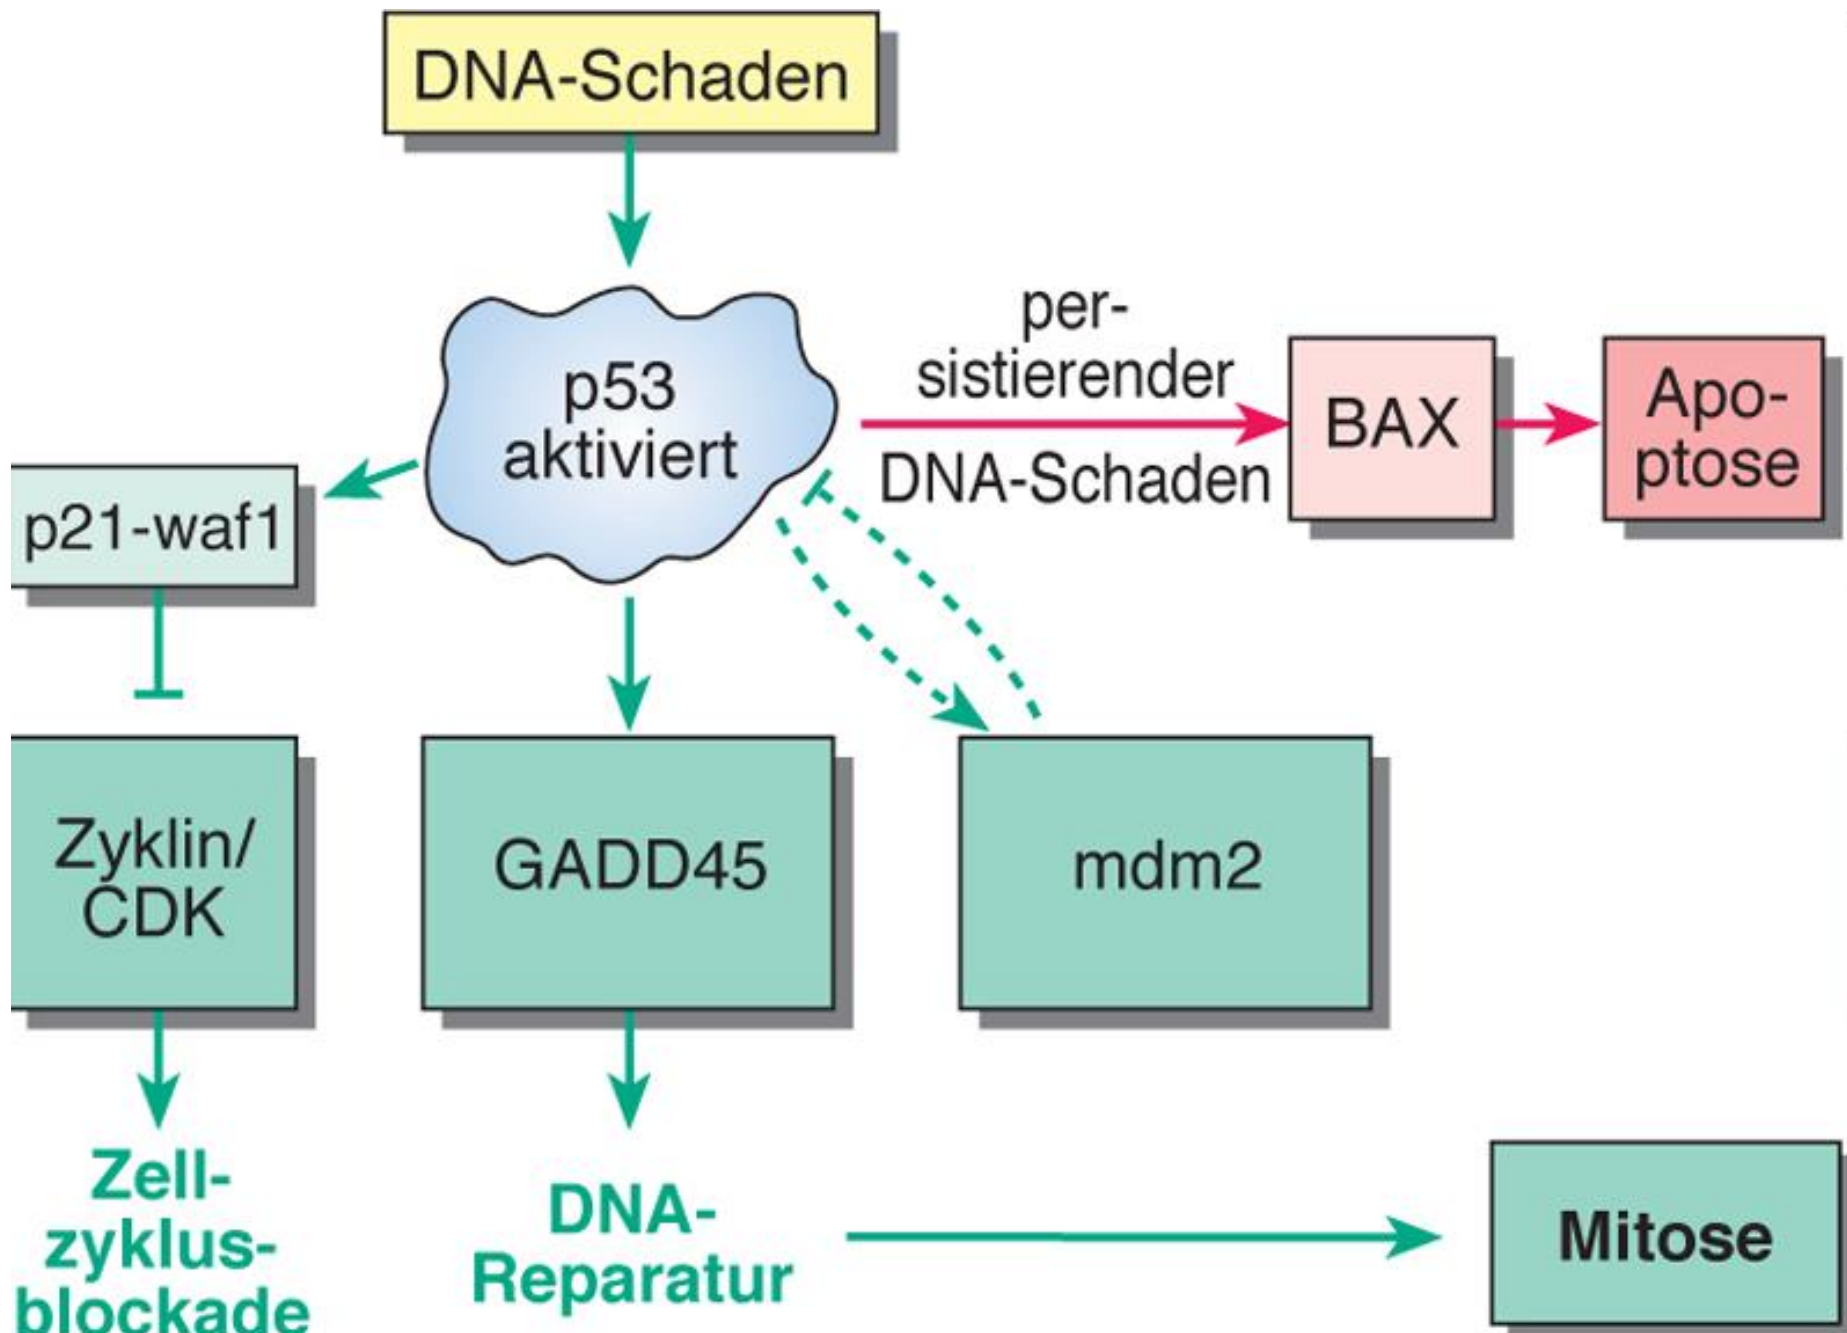 DNA-Schaden
p53
aktiviert
per-
sistierender
DNA-Schaden
BAX
Apo-
ptose
p21-waf1
Zyklin/
CDK
GADD45
mdm2
Zell-
zyklus-
blockade
DNA-
Reparatur
Mitose